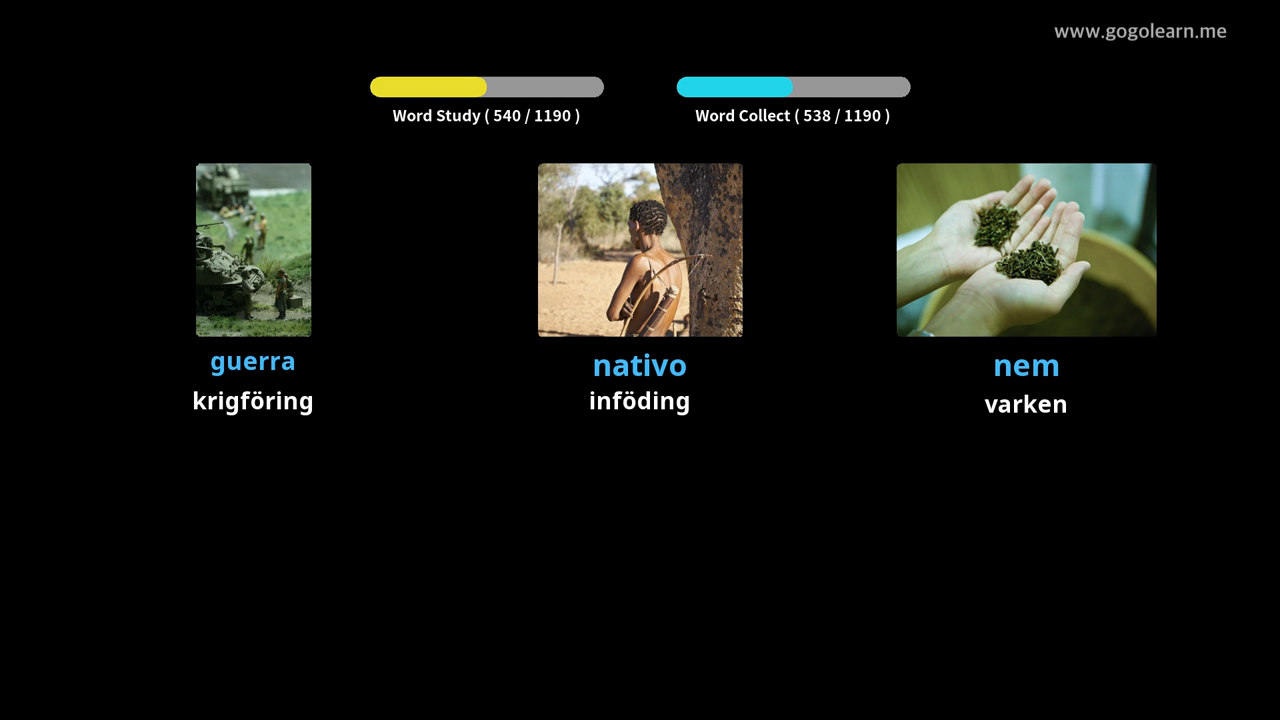 www.gogolearn.me
Word Study ( 540 / 1190 )
Word Collect ( 538 / 1190 )
guerra
krigföring
nativo
inföding
nem
varken